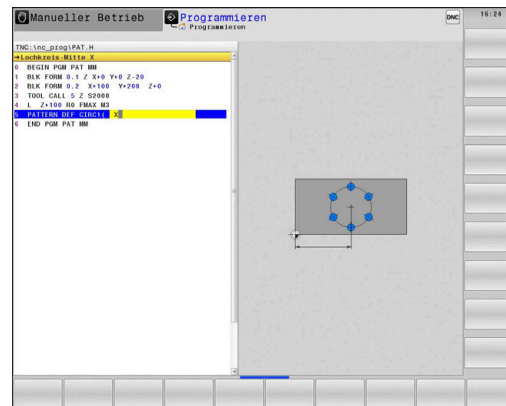 Manueller Betrieb
Programmieren
Programmieren
DNC
16:24
TNC:\nc_prog\PAT.H
→Lochkreis-Mitte X
0 BEGIN PGM PAT MM
1 BLK FORM 0.1 Z X+0 Y+0 Z-20
2 BLK FORM 0.2 X+100 Y+200 Z+0
3 TOOL CALL 5 Z S2000
4 L Z+100 R0 FMAX M3
5 PATTERN DEF CIRC1( X
6 END PGM PAT MM